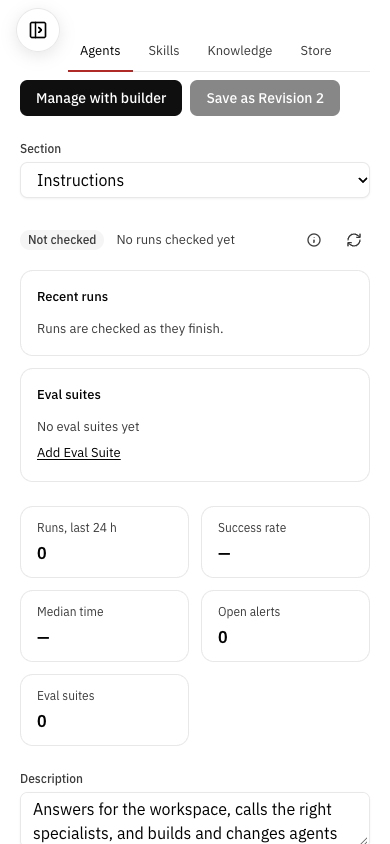 Agents
Skills
Knowledge
Store
Manage with builder
Save as Revision 2
Section
Instructions
Not checked
No runs checked yet
Recent runs
Runs are checked as they finish.
Eval suites
No eval suites yet
Add Eval Suite
Runs, last 24 h
0
Success rate
—
Median time
—
Open alerts
0
Eval suites
0
Description
Answers for the workspace, calls the right
specialists, and builds and changes agents